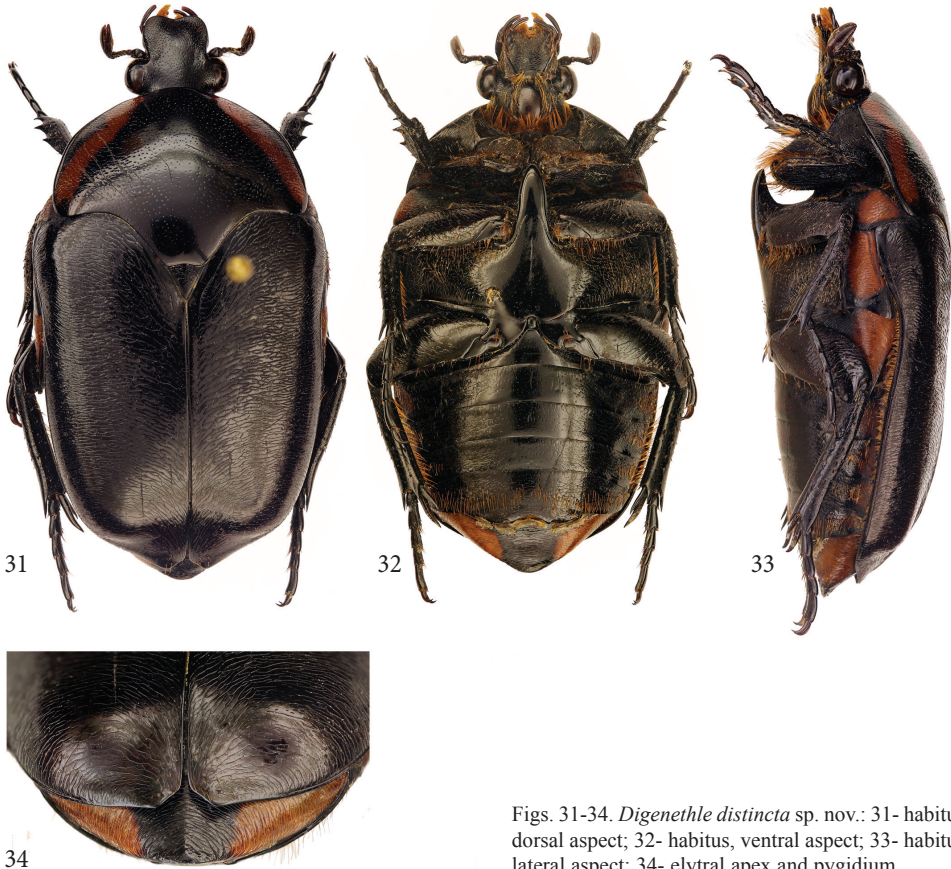 31
32
33
34
Figs. 31-34. Digenethle distincta sp. nov.: 31- habitu
dorsal aspect; 32- habitus, ventral aspect; 33- habitu
lateral aspect; 34- elytral apex and pygidium